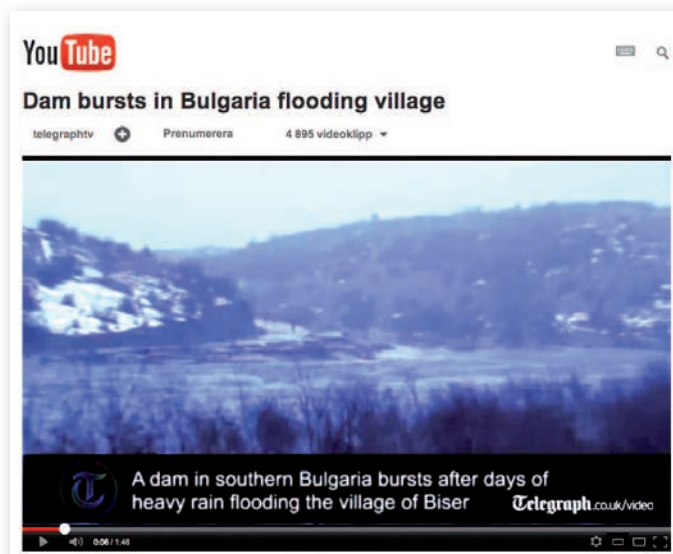 YouTube
Dam bursts in Bulgaria flooding village
telegraphtv Prenumerera 4 895 videoklipp
A dam in southern Bulgaria bursts after days of
heavy rain flooding the village of Biser
Telegraph.co.uk/video
0:06 / 1:48